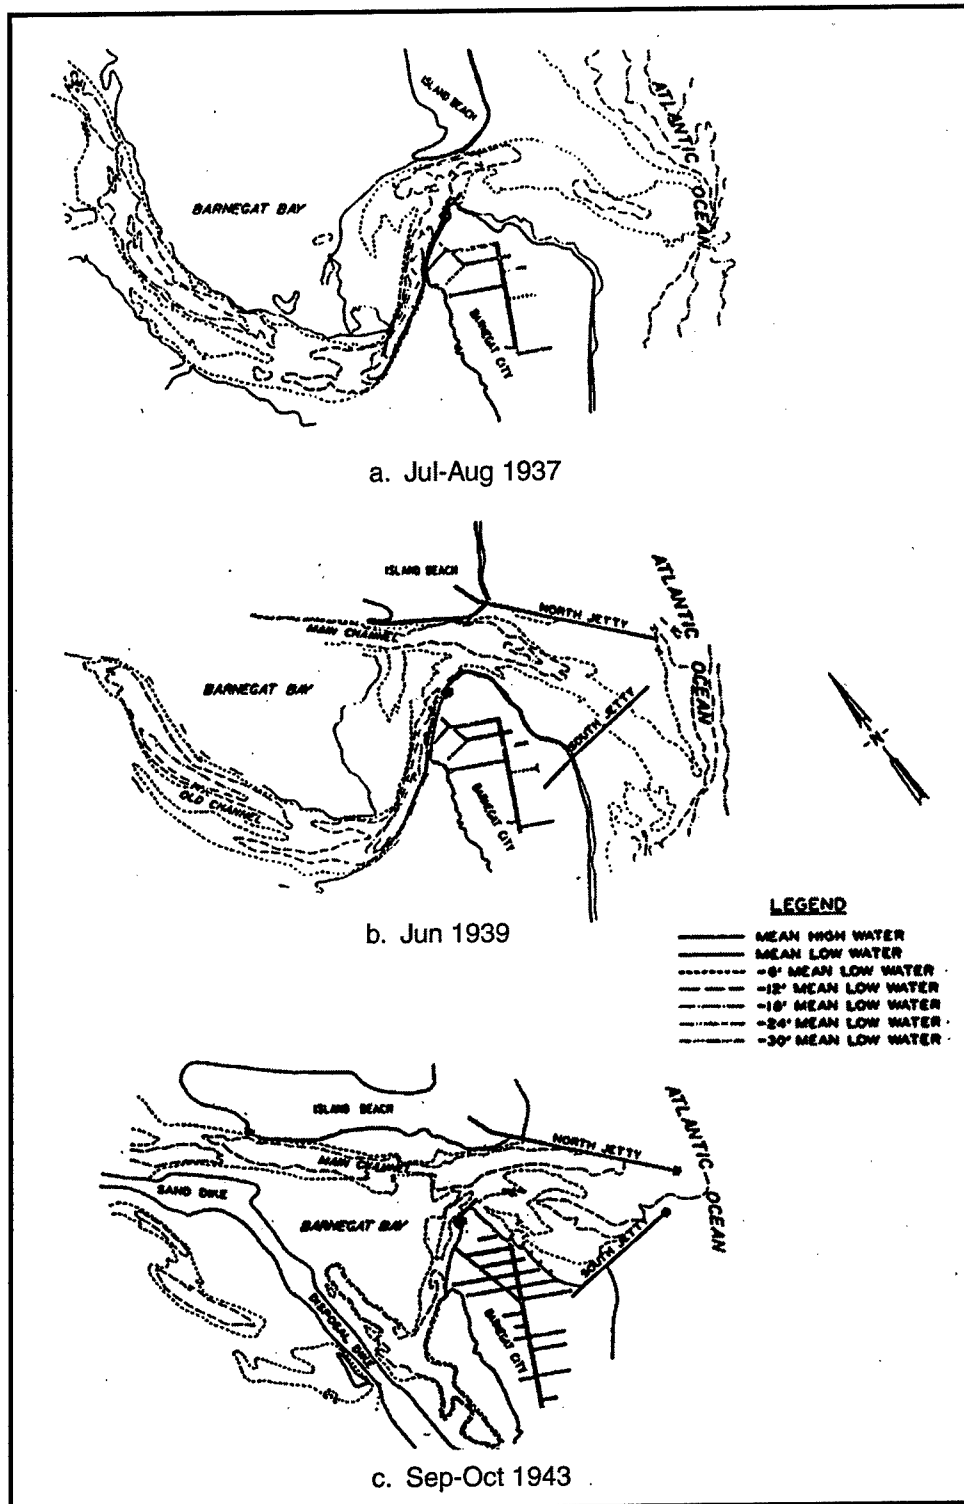 ISLAND BEACH
ATLANTIC OCEAN
BARNEGAT BAY
BARNEGAT CITY
a. Jul-Aug 1937
ISLAND BEACH
NORTH JETTY
ATLANTIC OCEAN
MAIN CHANNEL
BARNEGAT BAY
SOUTH JETTY
OLD CHANNEL
BARNEGAT CITY
N
b. Jun 1939
LEGEND
MEAN HIGH WATER
MEAN LOW WATER
-6' MEAN LOW WATER
-12' MEAN LOW WATER
-18' MEAN LOW WATER
-24' MEAN LOW WATER
-30' MEAN LOW WATER
ISLAND BEACH
ATLANTIC OCEAN
NORTH JETTY
MAIN CHANNEL
SAND DIKE
BARNEGAT BAY
SOUTH JETTY
DISPOSAL DIKE
BARNEGAT CITY
c. Sep-Oct 1943